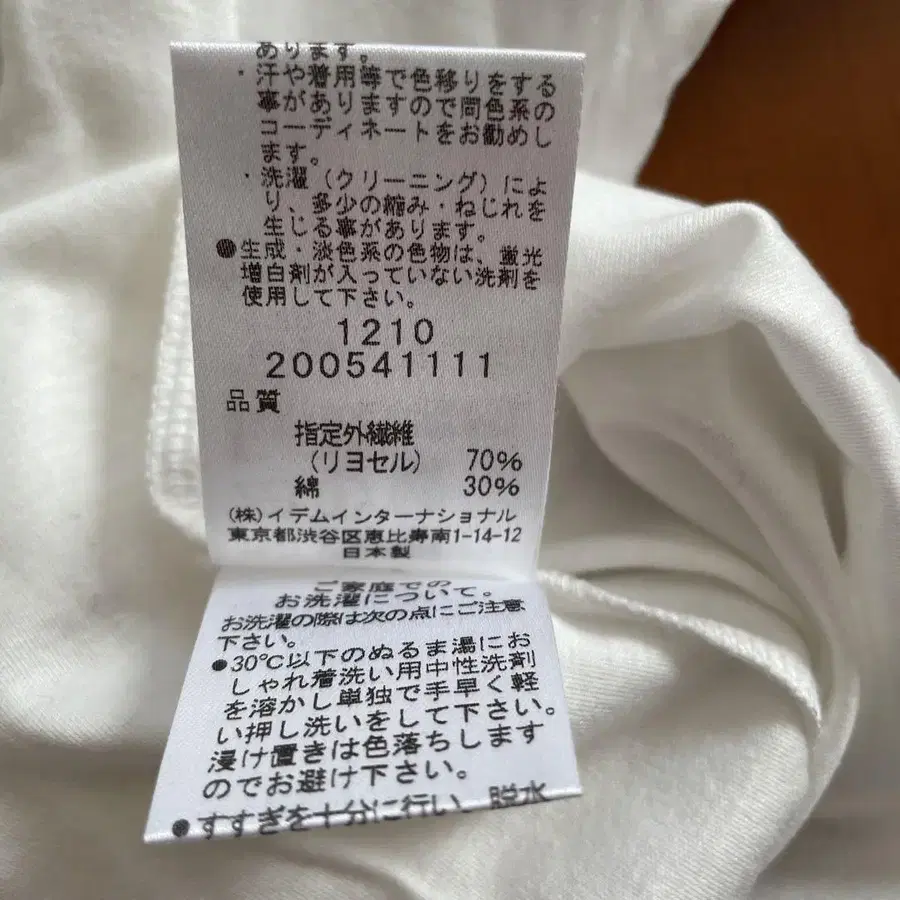 あります。
・汗や着用等で色移りをする
事がありますので同色系の
コーディネートをお勧めし
ます。
・洗濯（クリーニング）によ
り、多少の縮み・ねじれを
生じる事があります。
●生成・淡色系の色物は、蛍光
増白剤が入っていない洗剤を
使用して下さい。
1210
200541111
品質
指定外繊維
（リヨセル） 70%
綿 30%
(株)イデムインターナショナル
東京都渋谷区恵比寿南1-14-12
日本製
ご家庭での
お洗濯について。
お洗濯の際は次の点にご注意
下さい。
●30℃以下のぬるま湯にお
しゃれ着洗い用中性洗剤
を溶かし単独で手早く軽
い押し洗いをして下さい。
浸け置きは色落ちします
のでお避け下さい。
●すすぎを十分に行い、脱水